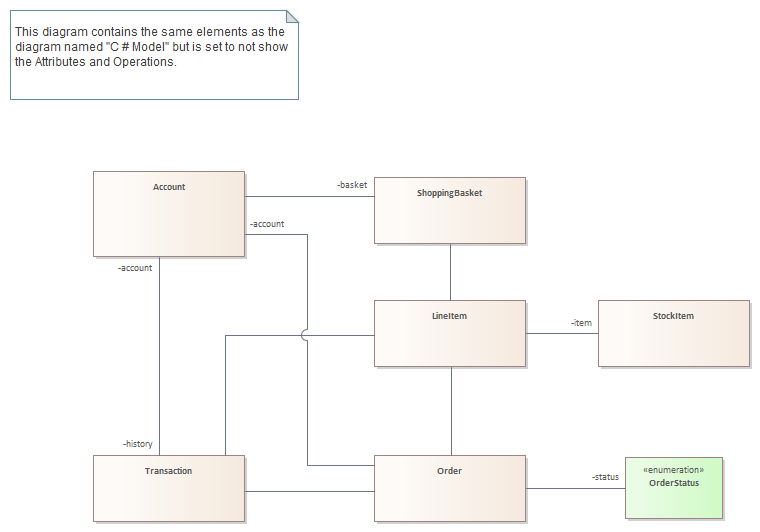 This diagram contains the same elements as the
diagram named "C # Model" but is set to not show
the Attributes and Operations.
Account
-basket
ShoppingBasket
-account
-account
LineItem
-item
StockItem
-history
Transaction
Order
-status
«enumeration»
OrderStatus